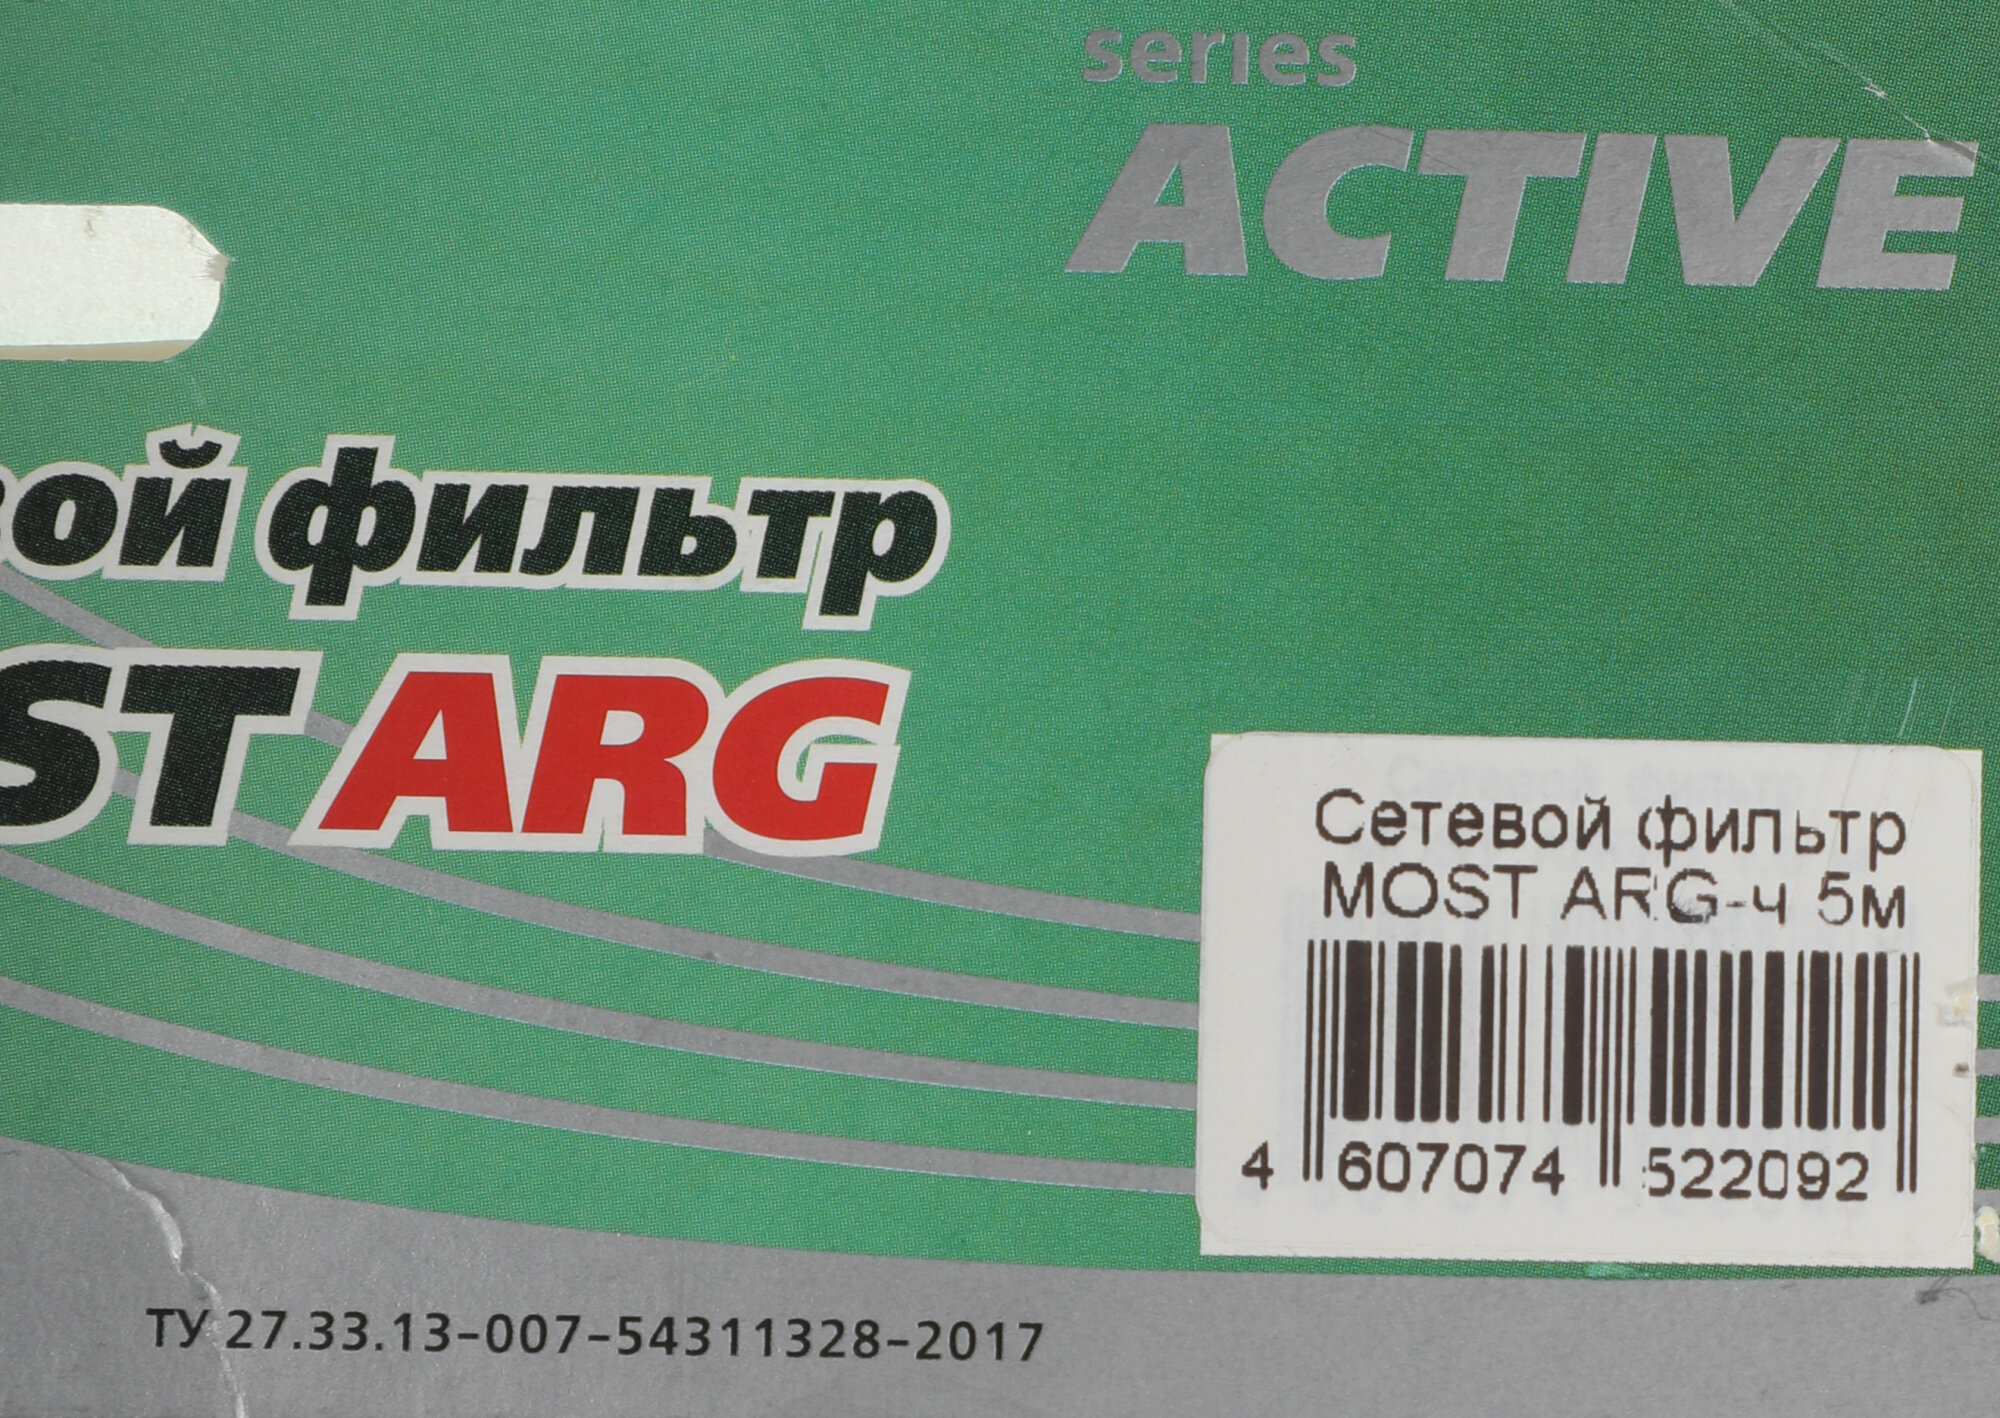 series
ACTIVE
вой фильтр
ST ARG
Сетевой фильтр
MOST ARG-ч 5м
4 607074 522092
ТУ 27.33.13-007-54311328-2017